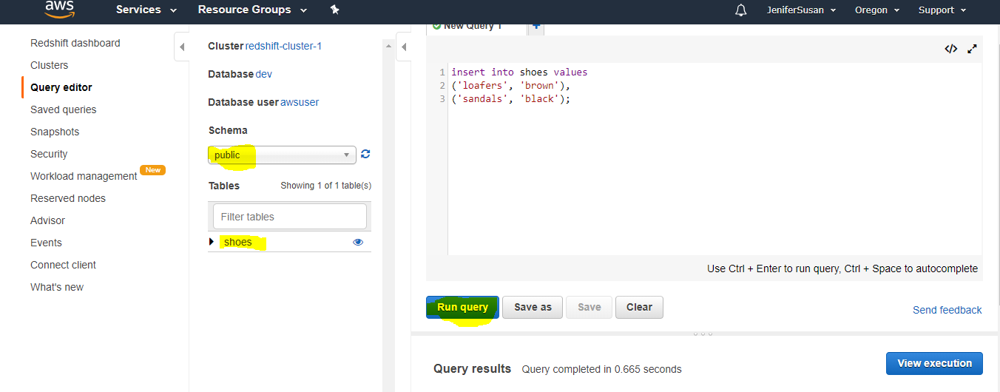 aws Services Resource Groups JeniferSusan Oregon Support
Redshift dashboard
Clusters
Query editor
Saved queries
Snapshots
Security
Workload management New
Reserved nodes
Advisor
Events
Connect client
What's new
Cluster redshift-cluster-1
Database dev
Database user awsuser
Schema
public
Tables Showing 1 of 1 table(s)
Filter tables
shoes
New Query 1 +
</>
1 insert into shoes values
2 ('loafers', 'brown'),
3 ('sandals', 'black');
Use Ctrl + Enter to run query, Ctrl + Space to autocomplete
Run query Save as Save Clear
Send feedback
Query results Query completed in 0.665 seconds
View execution